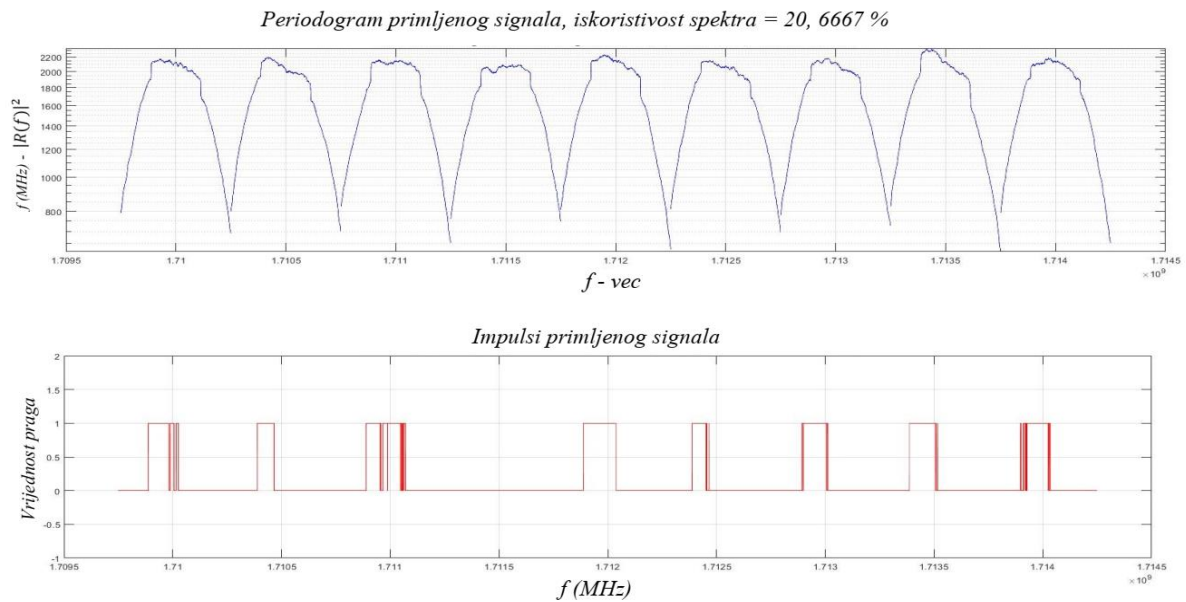 Periodogram primljenog signala, iskoristivost spektra = 20, 6667 %
f (MHz) - |R(f)|²
2200
2000
1800
1600
1400
1200
1000
800
1.7095 1.71 1.7105 1.711 1.7115 1.712 1.7125 1.713 1.7135 1.714 1.7145
×10⁹
f - vec
Impulsi primljenog signala
Vrijednost praga
2
1.5
1
0.5
0
-0.5
-1
1.7095 1.71 1.7105 1.711 1.7115 1.712 1.7125 1.713 1.7135 1.714 1.7145
×10⁹
f (MHz)